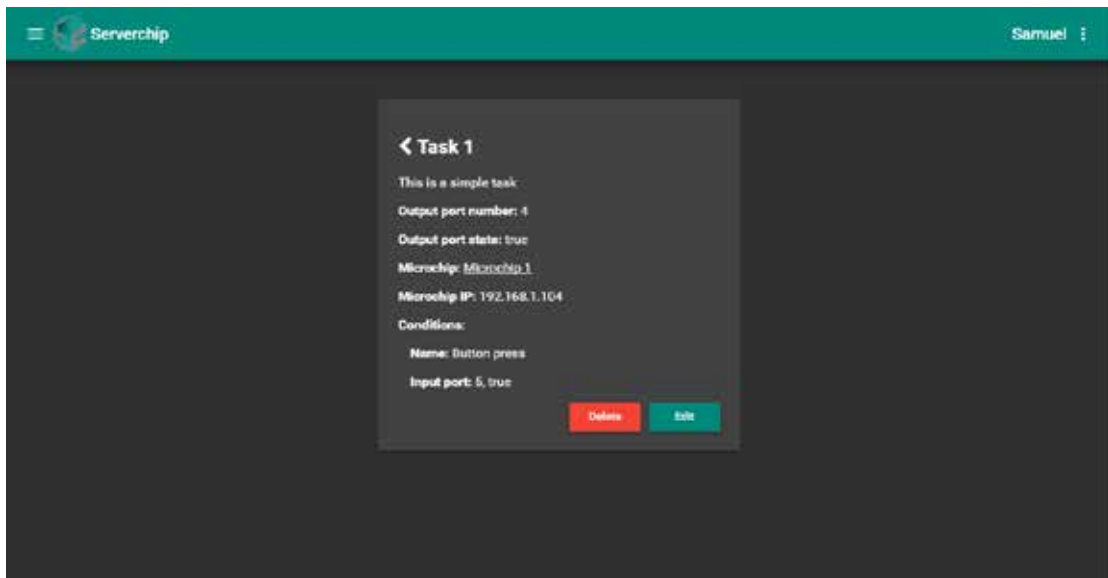 Serverchip
Samuel
Task 1
This is a simple task
Output port number: 4
Output port state: true
Microchip: Microchip 1
Microchip IP: 192.168.1.104
Conditions:
Name: Button press
Input port: 5, true
Delete Edit